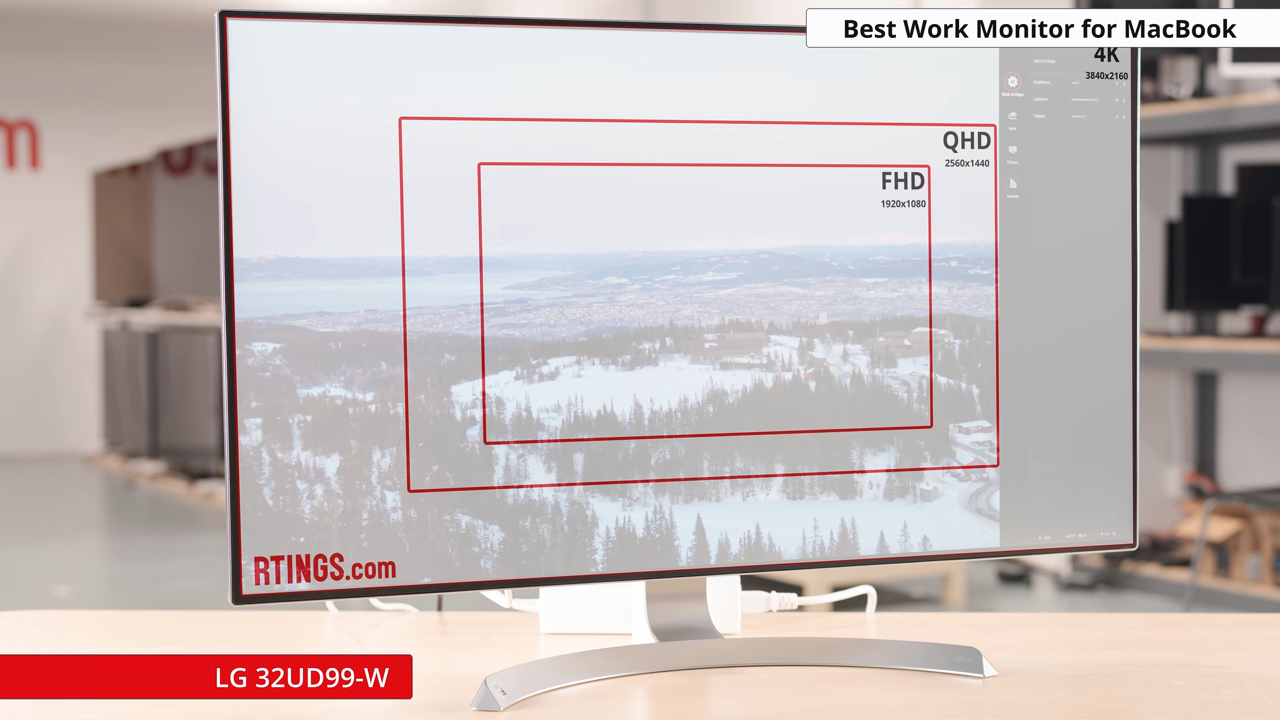 Best Work Monitor for MacBook
4K
3840x2160
QHD
2560x1440
FHD
1920x1080
RTINGS.com
LG 32UD99-W